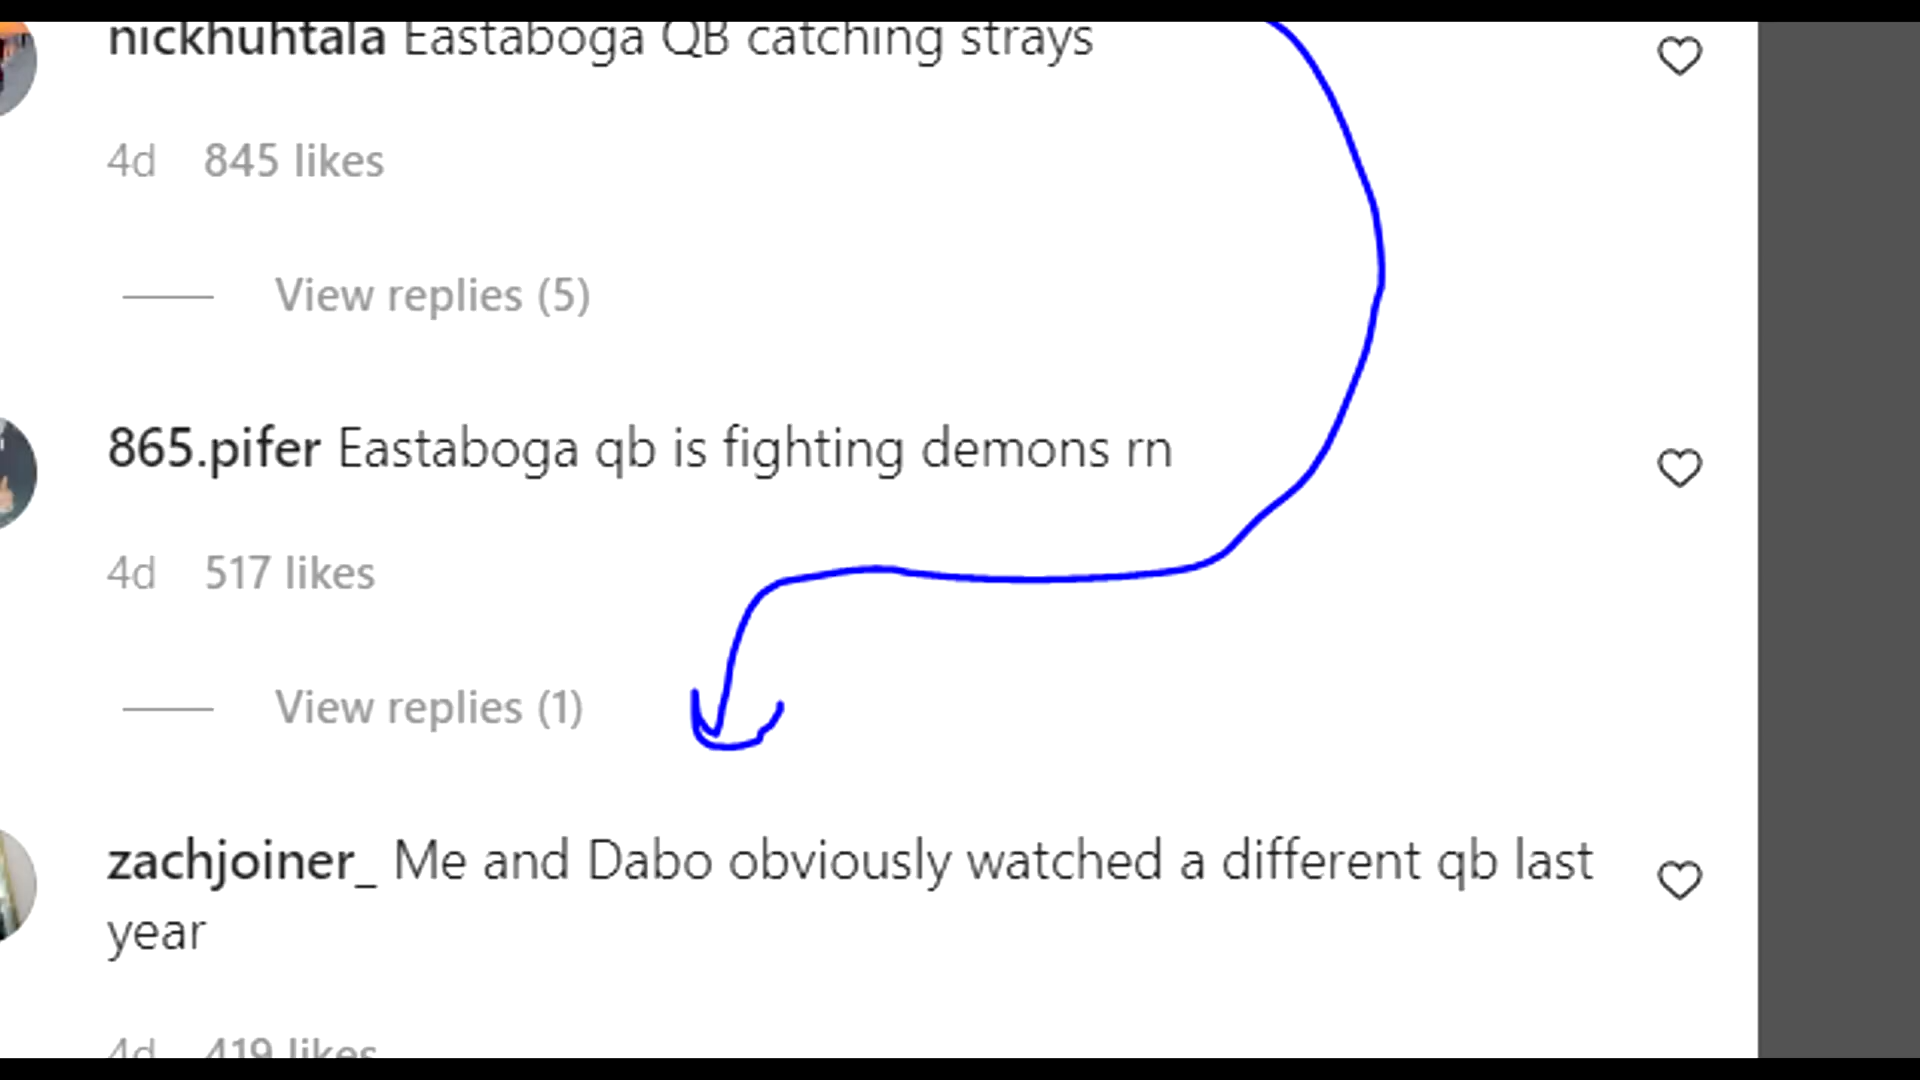 nickhuhtala Eastaboga QB catching strays
4d 845 likes
View replies (5)
865.pifer Eastaboga qb is fighting demons rn
4d 517 likes
View replies (1)
zachjoiner_ Me and Dabo obviously watched a different qb last
year
4d 419 likes